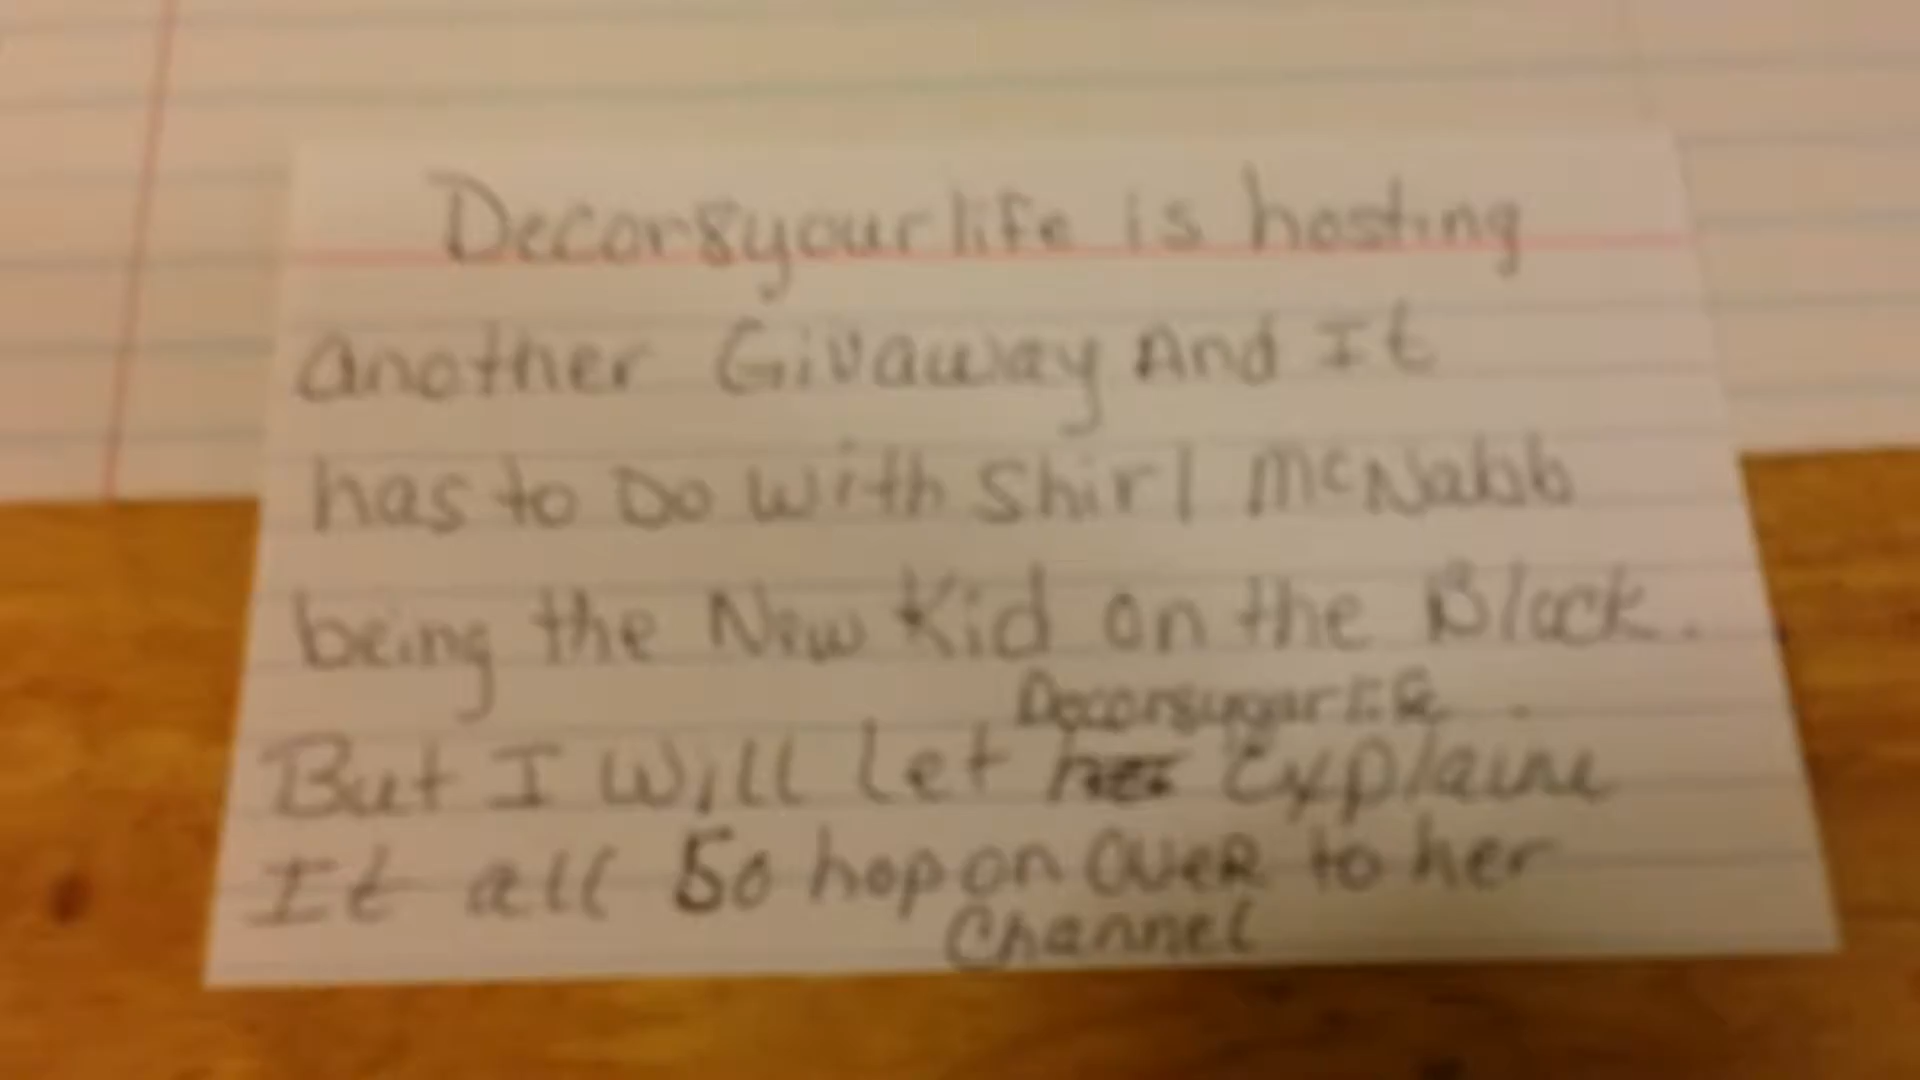 Decorsyourlife is hosting
another Givaway And It
has to Do with Shirl McNabb
being the New Kid on the Block.
Decorsyourlife
But I Will let her Explaine
It all So hop on OVER to her
Channel